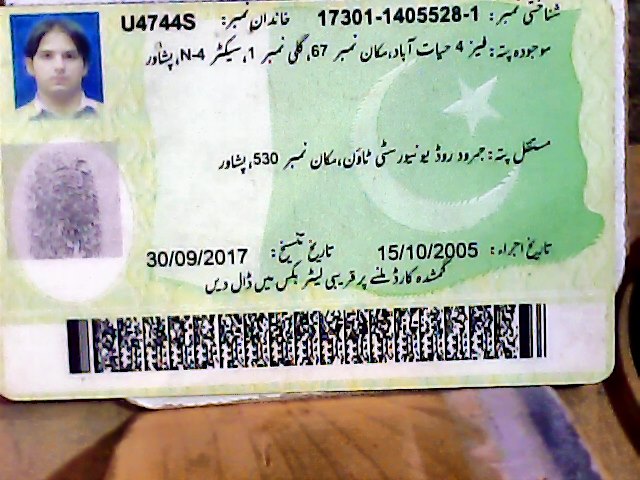 شناختی نمبر: 17301-1405528-1 خاندان نمبر: U4744S
موجودہ پتہ: فیز 4 حیات آباد، مکان نمبر 67، گلی نمبر 1، سیکٹر N-4، پشاور
مستقل پتہ: جمرود روڈ یونیورسٹی ٹاؤن، مکان نمبر 530، پشاور
تاریخ اجراء: 15/10/2005 تاریخ تنسیخ: 30/09/2017
گمشدہ کارڈ ملنے پر قریبی لیٹر بکس میں ڈال دیں